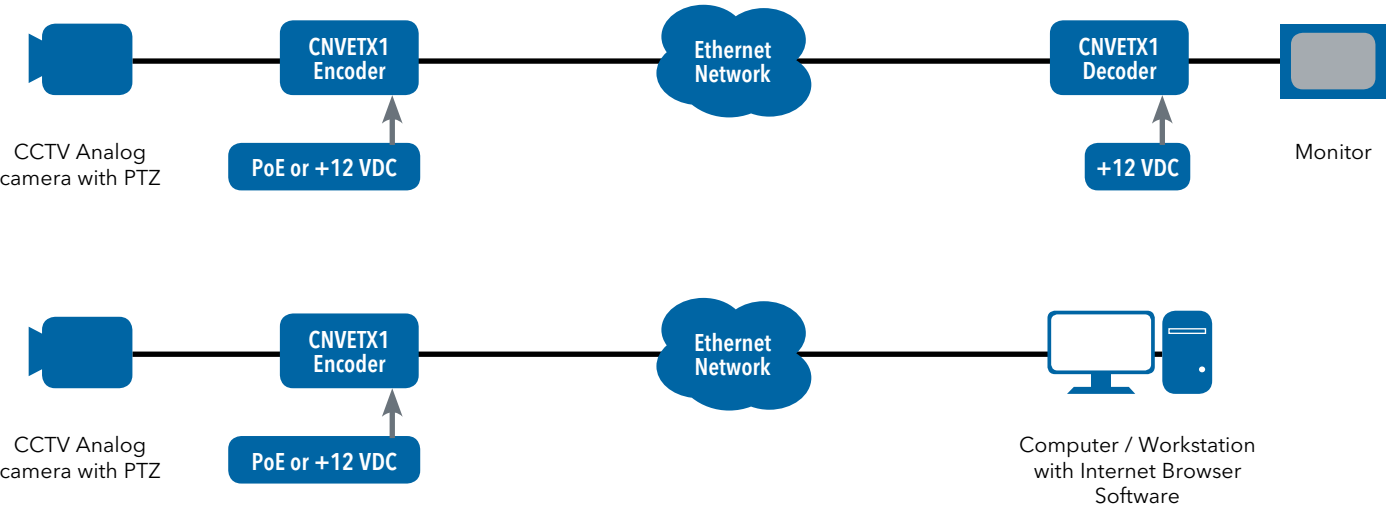 CNVETX1
Encoder
Ethernet
Network
CNVETX1
Decoder
CCTV Analog
camera with PTZ
PoE or +12 VDC
+12 VDC
Monitor
CNVETX1
Encoder
Ethernet
Network
CCTV Analog
camera with PTZ
PoE or +12 VDC
Computer / Workstation
with Internet Browser
Software